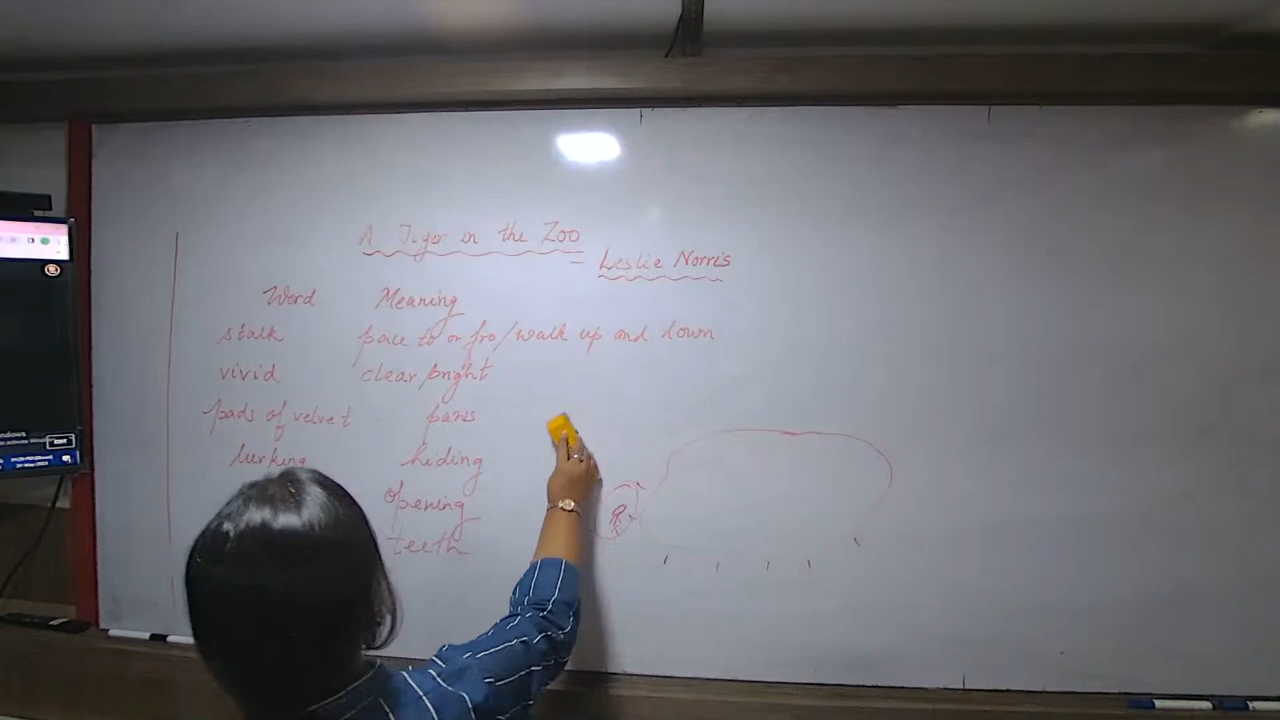 A Tiger in the Zoo
= Leslie Norris
Word Meaning
stalk pace to or fro/walk up and down
vivid clear/bright
pads of velvet paws
lurking hiding
opening
teeth